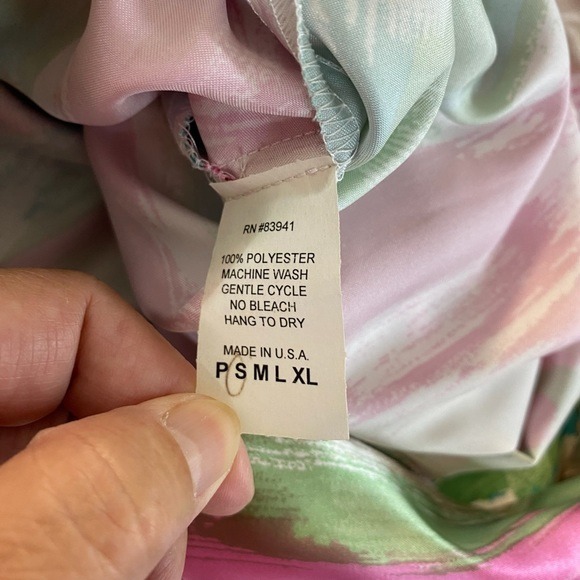 RN #83941
100% POLYESTER
MACHINE WASH
GENTLE CYCLE
NO BLEACH
HANG TO DRY
MADE IN U.S.A.
P S M L XL